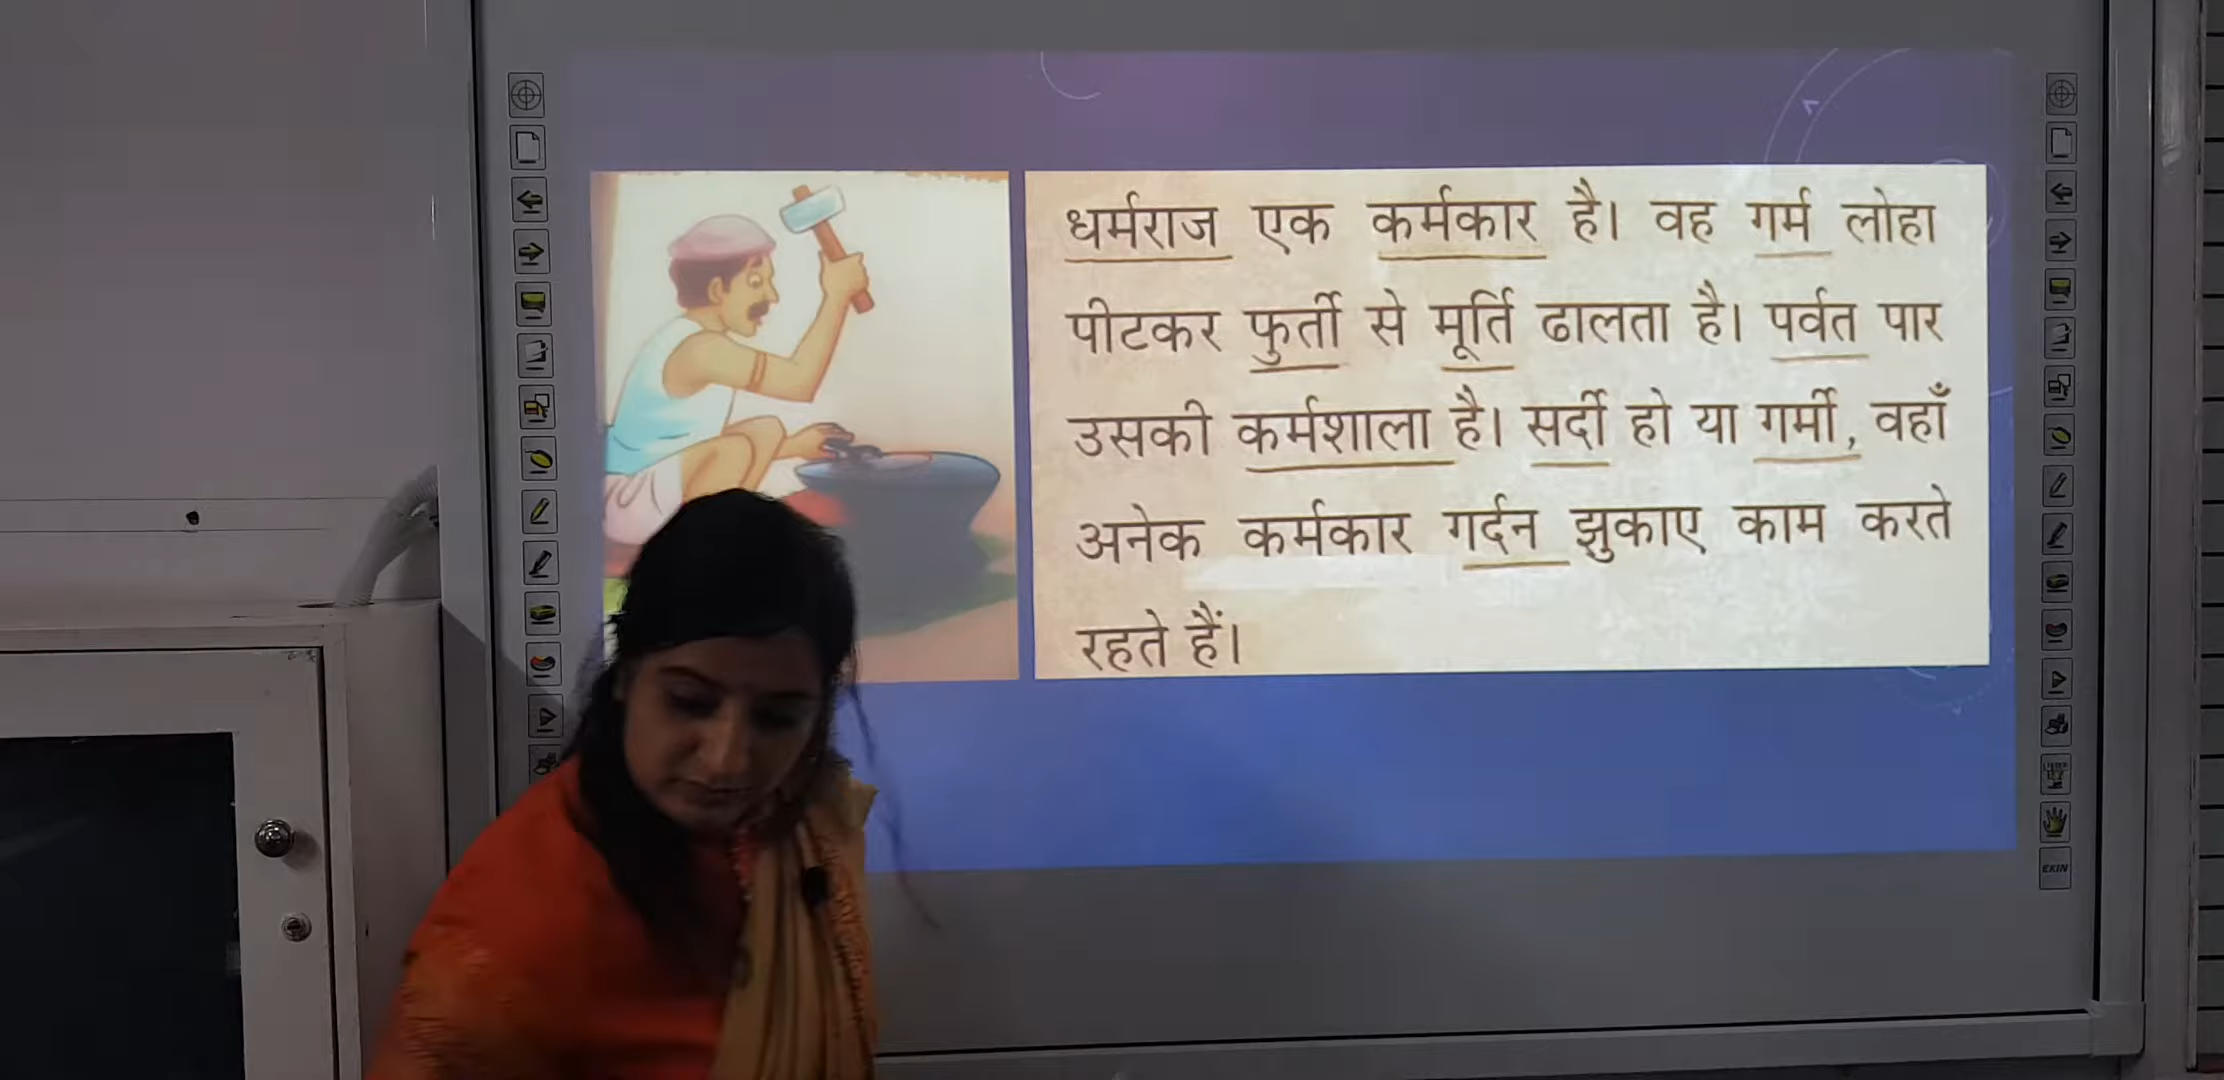 धर्मराज एक कर्मकार है। वह गर्म लोहा
पीटकर फुर्ती से मूर्ति ढालता है। पर्वत पार
उसकी कर्मशाला है। सर्दी हो या गर्मी, वहाँ
अनेक कर्मकार गर्दन झुकाए काम करते
रहते हैं।
EKIN